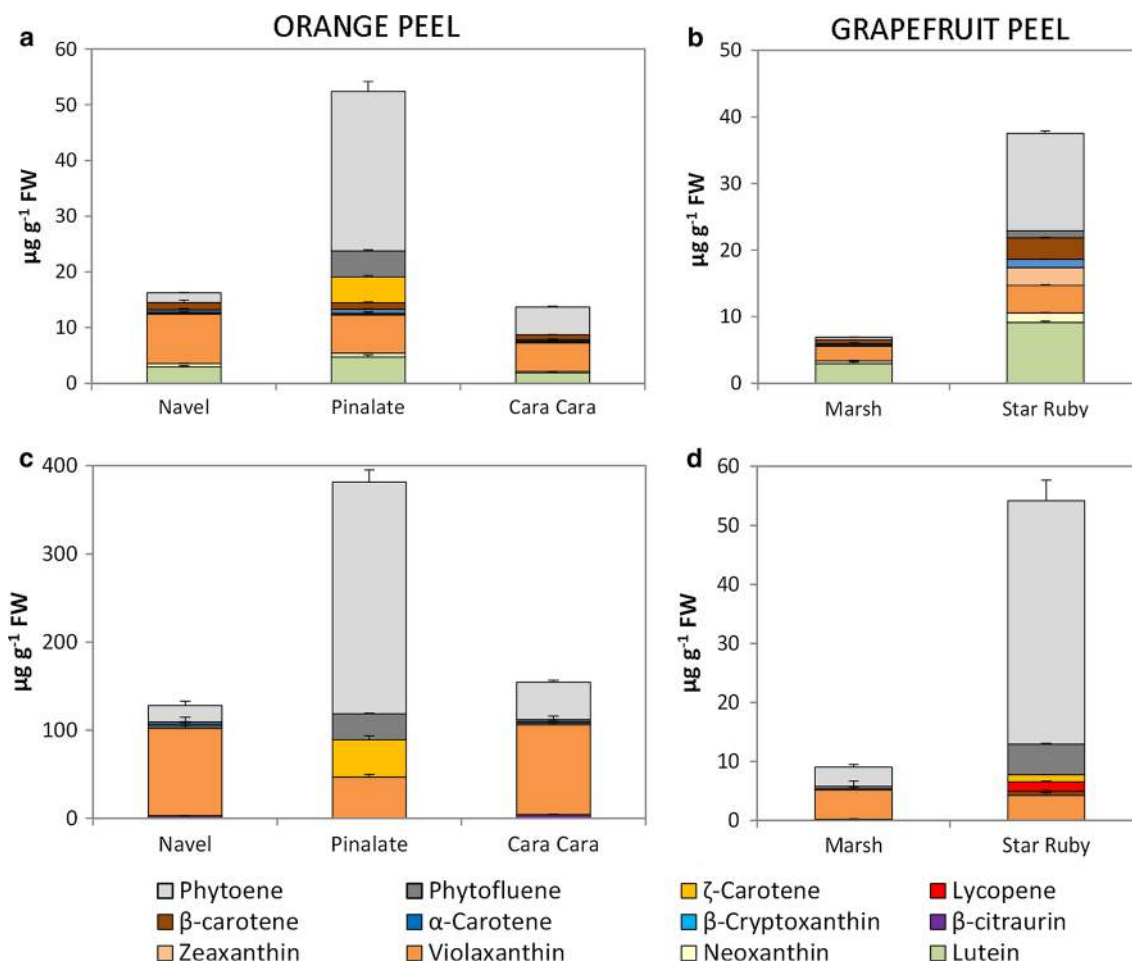 ORANGE PEEL
GRAPEFRUIT PEEL
a
60
50
40
30
20
10
0
µg g-1 FW
Navel
Pinalate
Cara Cara
b
50
40
30
20
10
0
µg g-1 FW
Marsh
Star Ruby
c
400
300
200
100
0
µg g-1 FW
Navel
Pinalate
Cara Cara
d
60
50
40
30
20
10
0
µg g-1 FW
Marsh
Star Ruby
Phytoene Phytofluene ζ-Carotene Lycopene
β-carotene α-Carotene β-Cryptoxanthin β-citraurin
Zeaxanthin Violaxanthin Neoxanthin Lutein